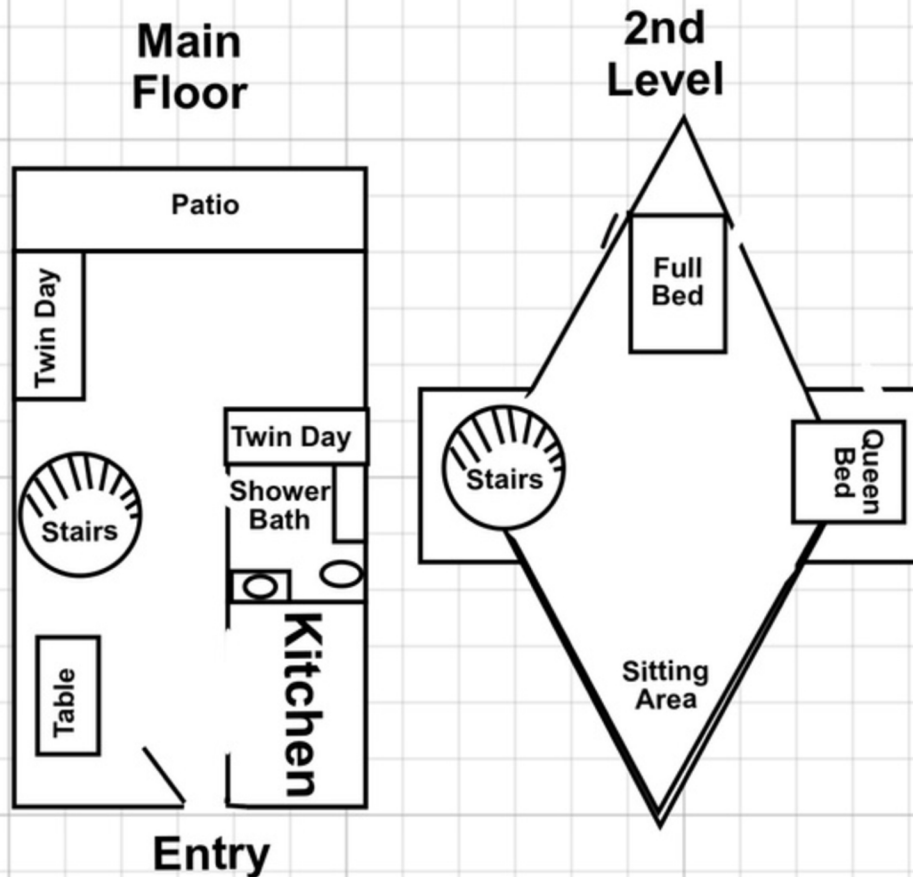 Main
Floor
Patio
Twin Day
Twin Day
Stairs
Shower
Bath
Table
Kitchen
Entry
2nd
Level
Full
Bed
Stairs
Queen
Bed
Sitting
Area